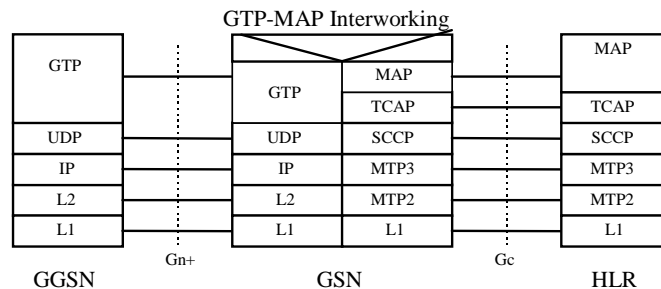 GTP-MAP Interworking
GTP
GTP
MAP
MAP
TCAP
TCAP
UDP
UDP
SCCP
SCCP
IP
IP
MTP3
MTP3
L2
L2
MTP2
MTP2
L1
L1
L1
L1
Gn+
Gc
GGSN
GSN
HLR